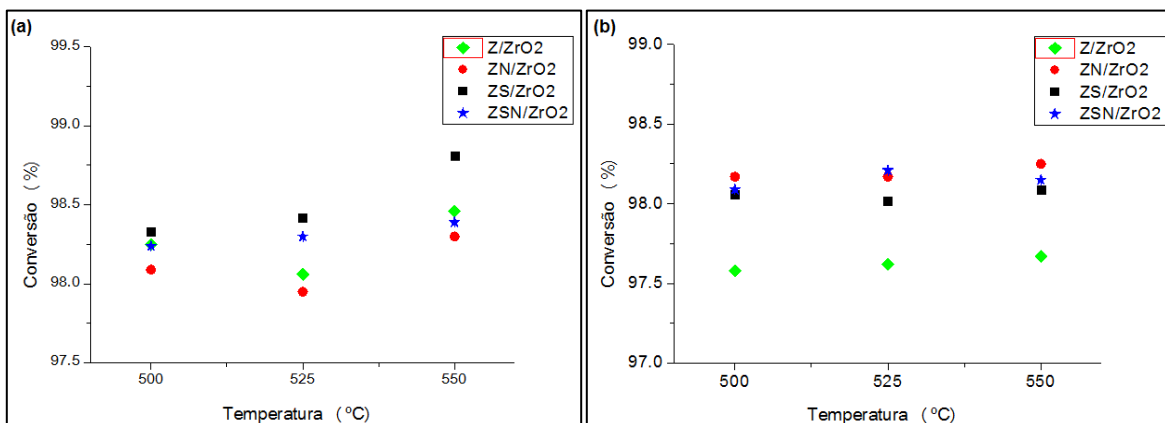 (a)
99.5
99.0
98.5
98.0
97.5
Conversão (%)
500
525
550
Temperatura (ºC)
Z/ZrO2
ZN/ZrO2
ZS/ZrO2
ZSN/ZrO2
(b)
99.0
98.5
98.0
97.5
97.0
Conversão (%)
500
525
550
Temperatura (ºC)
Z/ZrO2
ZN/ZrO2
ZS/ZrO2
ZSN/ZrO2